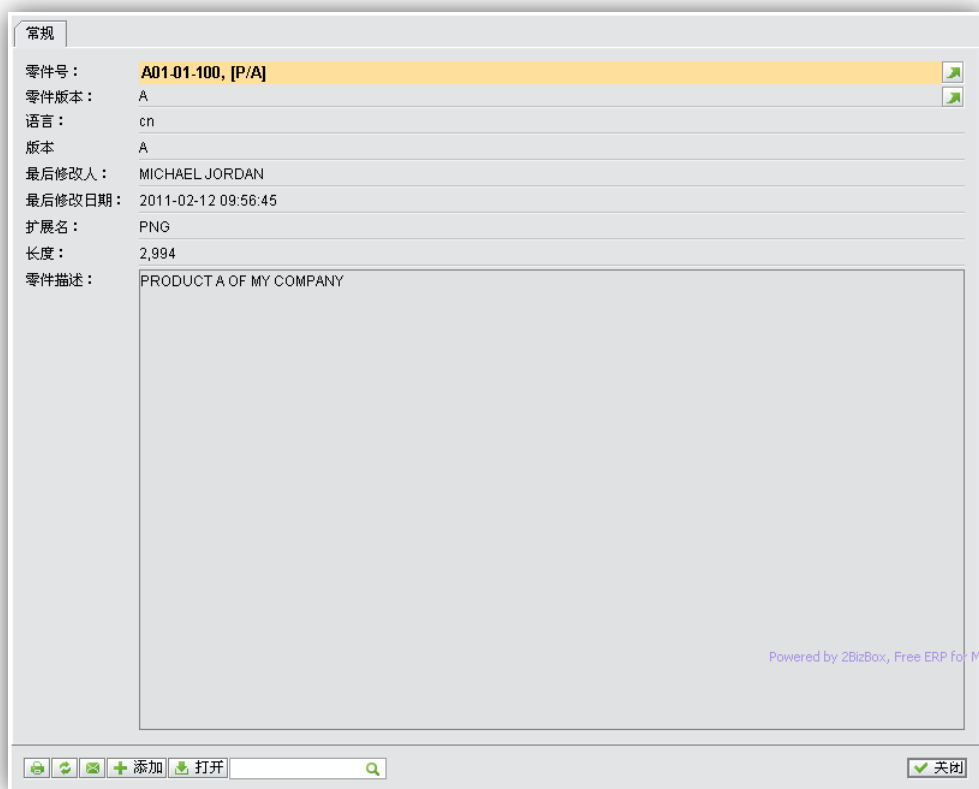 常规
零件号： A01-01-100, [P/A]
零件版本： A
语言： cn
版本 A
最后修改人： MICHAEL JORDAN
最后修改日期： 2011-02-12 09:56:45
扩展名： PNG
长度： 2,994
零件描述： PRODUCT A OF MY COMPANY
Powered by 2BizBox, Free ERP for M
添加 打开 关闭